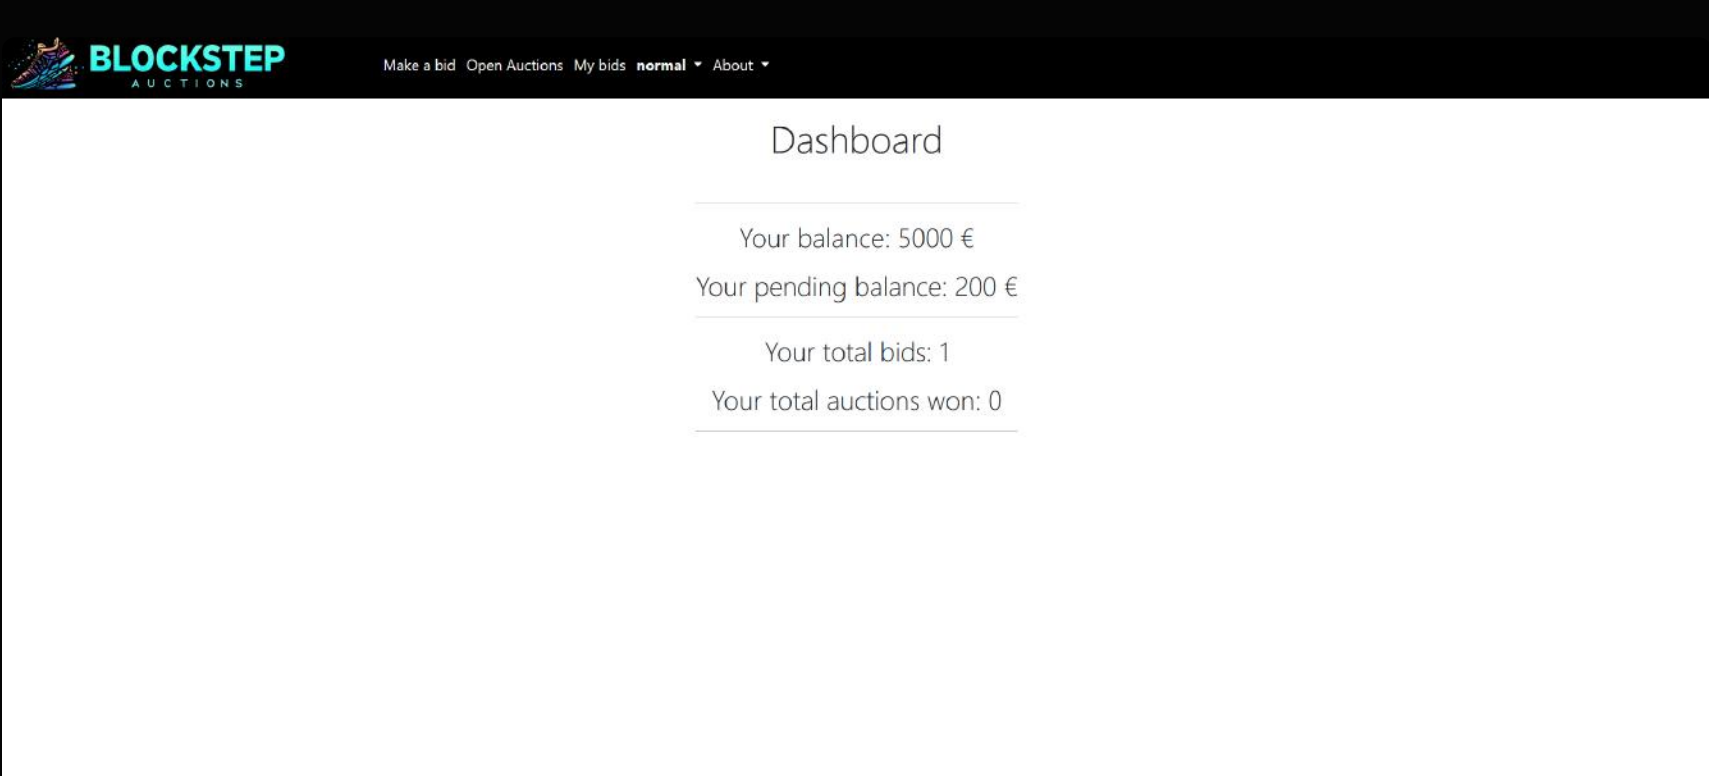 BLOCKSTEP
AUCTIONS
Make a bid Open Auctions My bids normal About
Dashboard
Your balance: 5000 €
Your pending balance: 200 €
Your total bids: 1
Your total auctions won: 0